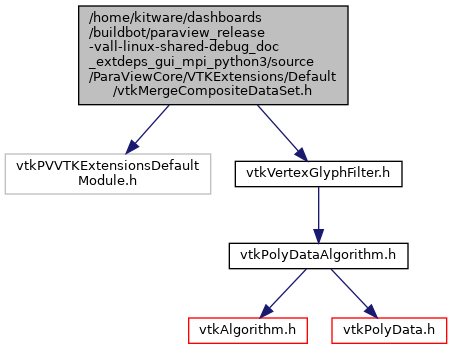 /home/kitware/dashboards
/buildbot/paraview_release
-vall-linux-shared-debug_doc
_extdeps_gui_mpi_python3/source
/ParaViewCore/VTKExtensions/Default
/vtkMergeCompositeDataSet.h
vtkPVVTKExtensionsDefault
Module.h
vtkVertexGlyphFilter.h
vtkPolyDataAlgorithm.h
vtkAlgorithm.h
vtkPolyData.h